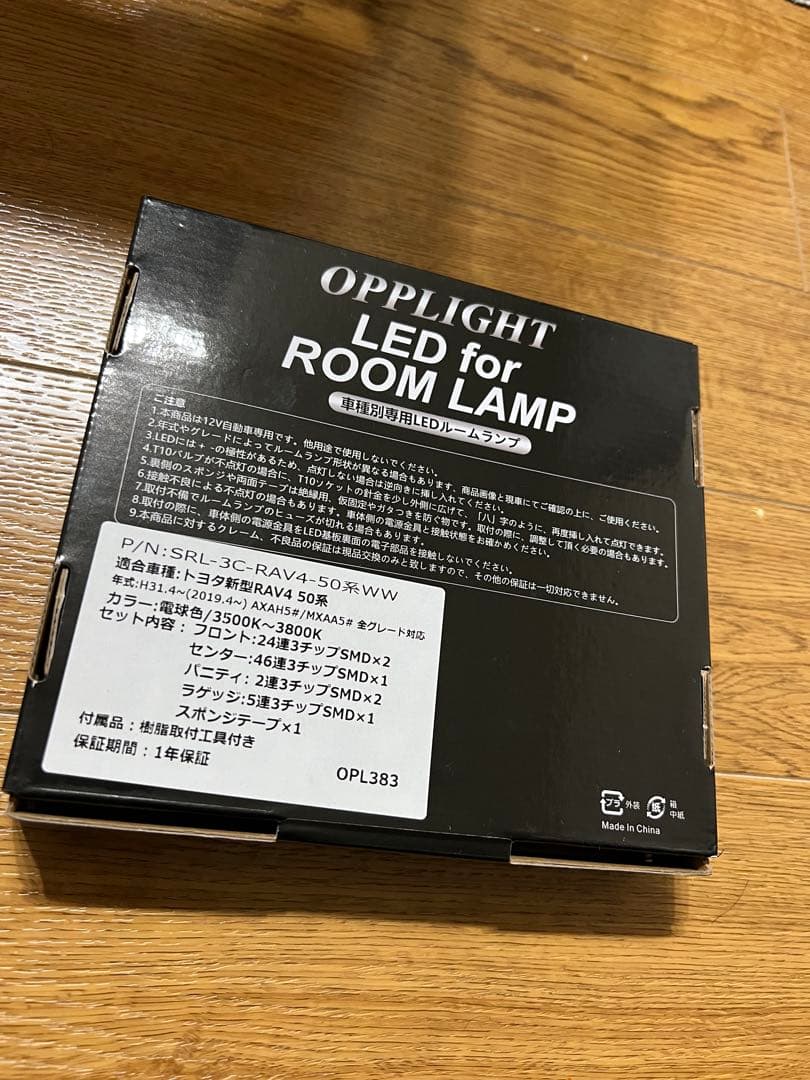 OPPLIGHT
LED for
ROOM LAMP
車種別専用LEDルームランプ
ご注意
1.本商品は12V自動車専用です。他用途で使用しないでください。
2.年式やグレードによってルームランプ形状が異なる場合もあります、商品画像と現車にてご確認の上に、ご使用ください。
3.LEDには + -の極性があるため、点灯しない場合は逆向きに挿し入れてください。
4.T10バルブが不点灯の場合に、T10ソケットの針金を少し外側に広げて、「八」字のように、再度挿し入れて点灯できます。
5.裏側のスポンジや両面テープは絶縁用、仮固定やガタつきを防ぐ物です。取付の際に、調整して頂く必要の場合もあります。
6.接触不良による不点灯の場合もあります。車体側の電源金具と接触状態をお確かめください。
7.取付不備でルームランプのヒューズが切れる場合もあります。
8.取付の際に、車体側の電源金具をLED基板裏面の電子部品を接触しないでください。
9.本商品に対するクレーム、不良品の保証は現品交換のみと致しますので、その他の保証は一切対応できません。
P/N:SRL-3C-RAV4-50系WW
適合車種:トヨタ新型RAV4 50系
年式:H31.4~(2019.4~) AXAH5#/MXAA5# 全グレード対応
カラー:電球色/3500K～3800K
セット内容：フロント:24連3チップSMD×2
センター:46連3チップSMD×1
バニティ：2連3チップSMD×2
ラゲッジ:5連3チップSMD×1
スポンジテープ×1
付属品：樹脂取付工具付き
保証期間：1年保証
OPL383
プラ 外装 紙 箱 中紙
Made In China